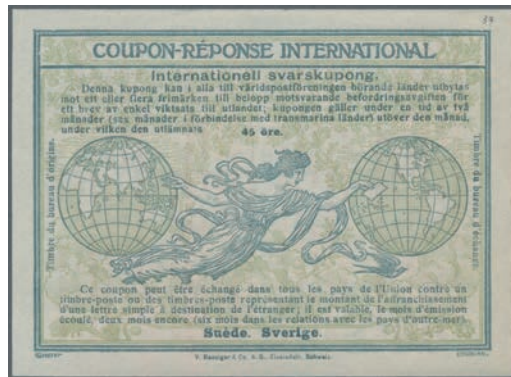 87
COUPON-RÉPONSE INTERNATIONAL
Internationell svarskupong.
Denna kupong kan i alla till världspostföreningen hörande länder utbytas
mot ett eller flera frimärken till belopp motsvarande befordringsavgiften för
ett brev av enkel viktsats till utlandet; kupongen gäller under en tid av två
månader (sex månader i förbindelse med transmarina länder) utöver den månad,
under vilken den utlämnats
45 öre.
Timbre du bureau d'origine.
Timbre du bureau d'échange.
Ce coupon peut être échangé dans tous les pays de l'Union contre un
timbre-poste ou des timbres-poste représentant le montant de l'affranchissement
d'une lettre simple à destination de l'étranger; il est valable, le mois d'émission
écoulé, deux mois encore (six mois dans les relations avec les pays d'outre-mer)
Suède. Sverige.
Benziger & Co. A.-G., Einsiedeln, Schweiz